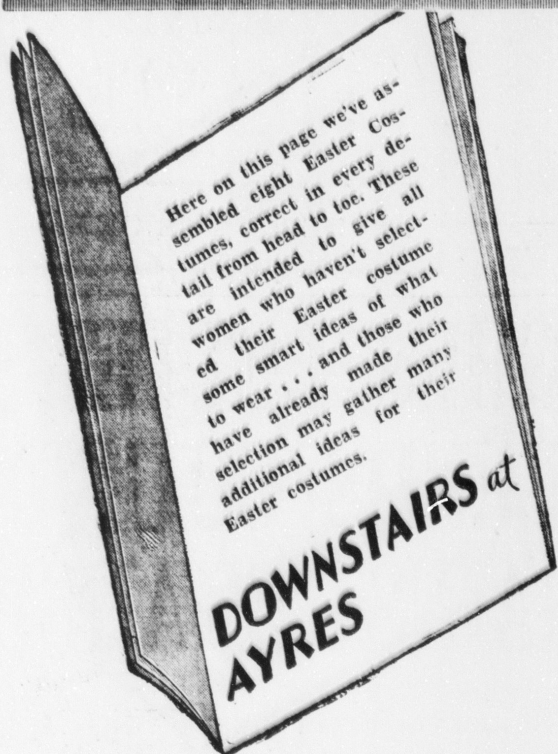 Here on this page we've as-
sembled eight Easter Cos-
tumes, correct in every de-
tail from head to toe. These
are intended to give all
women who haven't select-
ed their Easter costume
some smart ideas of what
to wear . . . and those who
have already made their
selection may gather many
additional ideas for their
Easter costumes.
DOWNSTAIRS at
AYRES